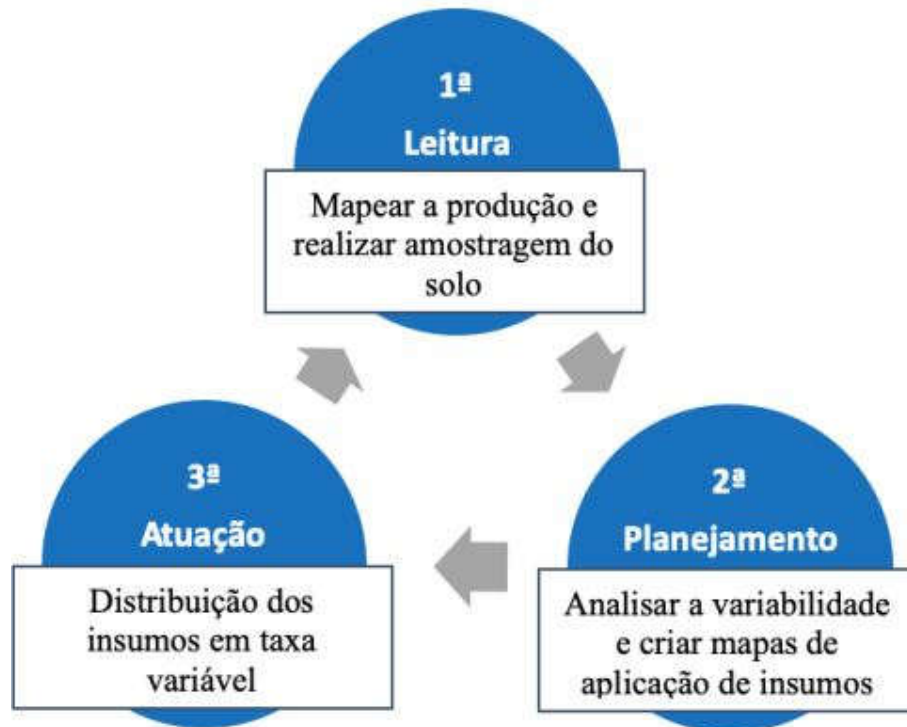 1ª
Leitura
Mapear a produção e
realizar amostragem do
solo
2ª
Planejamento
Analisar a variabilidade
e criar mapas de
aplicação de insumos
3ª
Atuação
Distribuição dos
insumos em taxa
variável